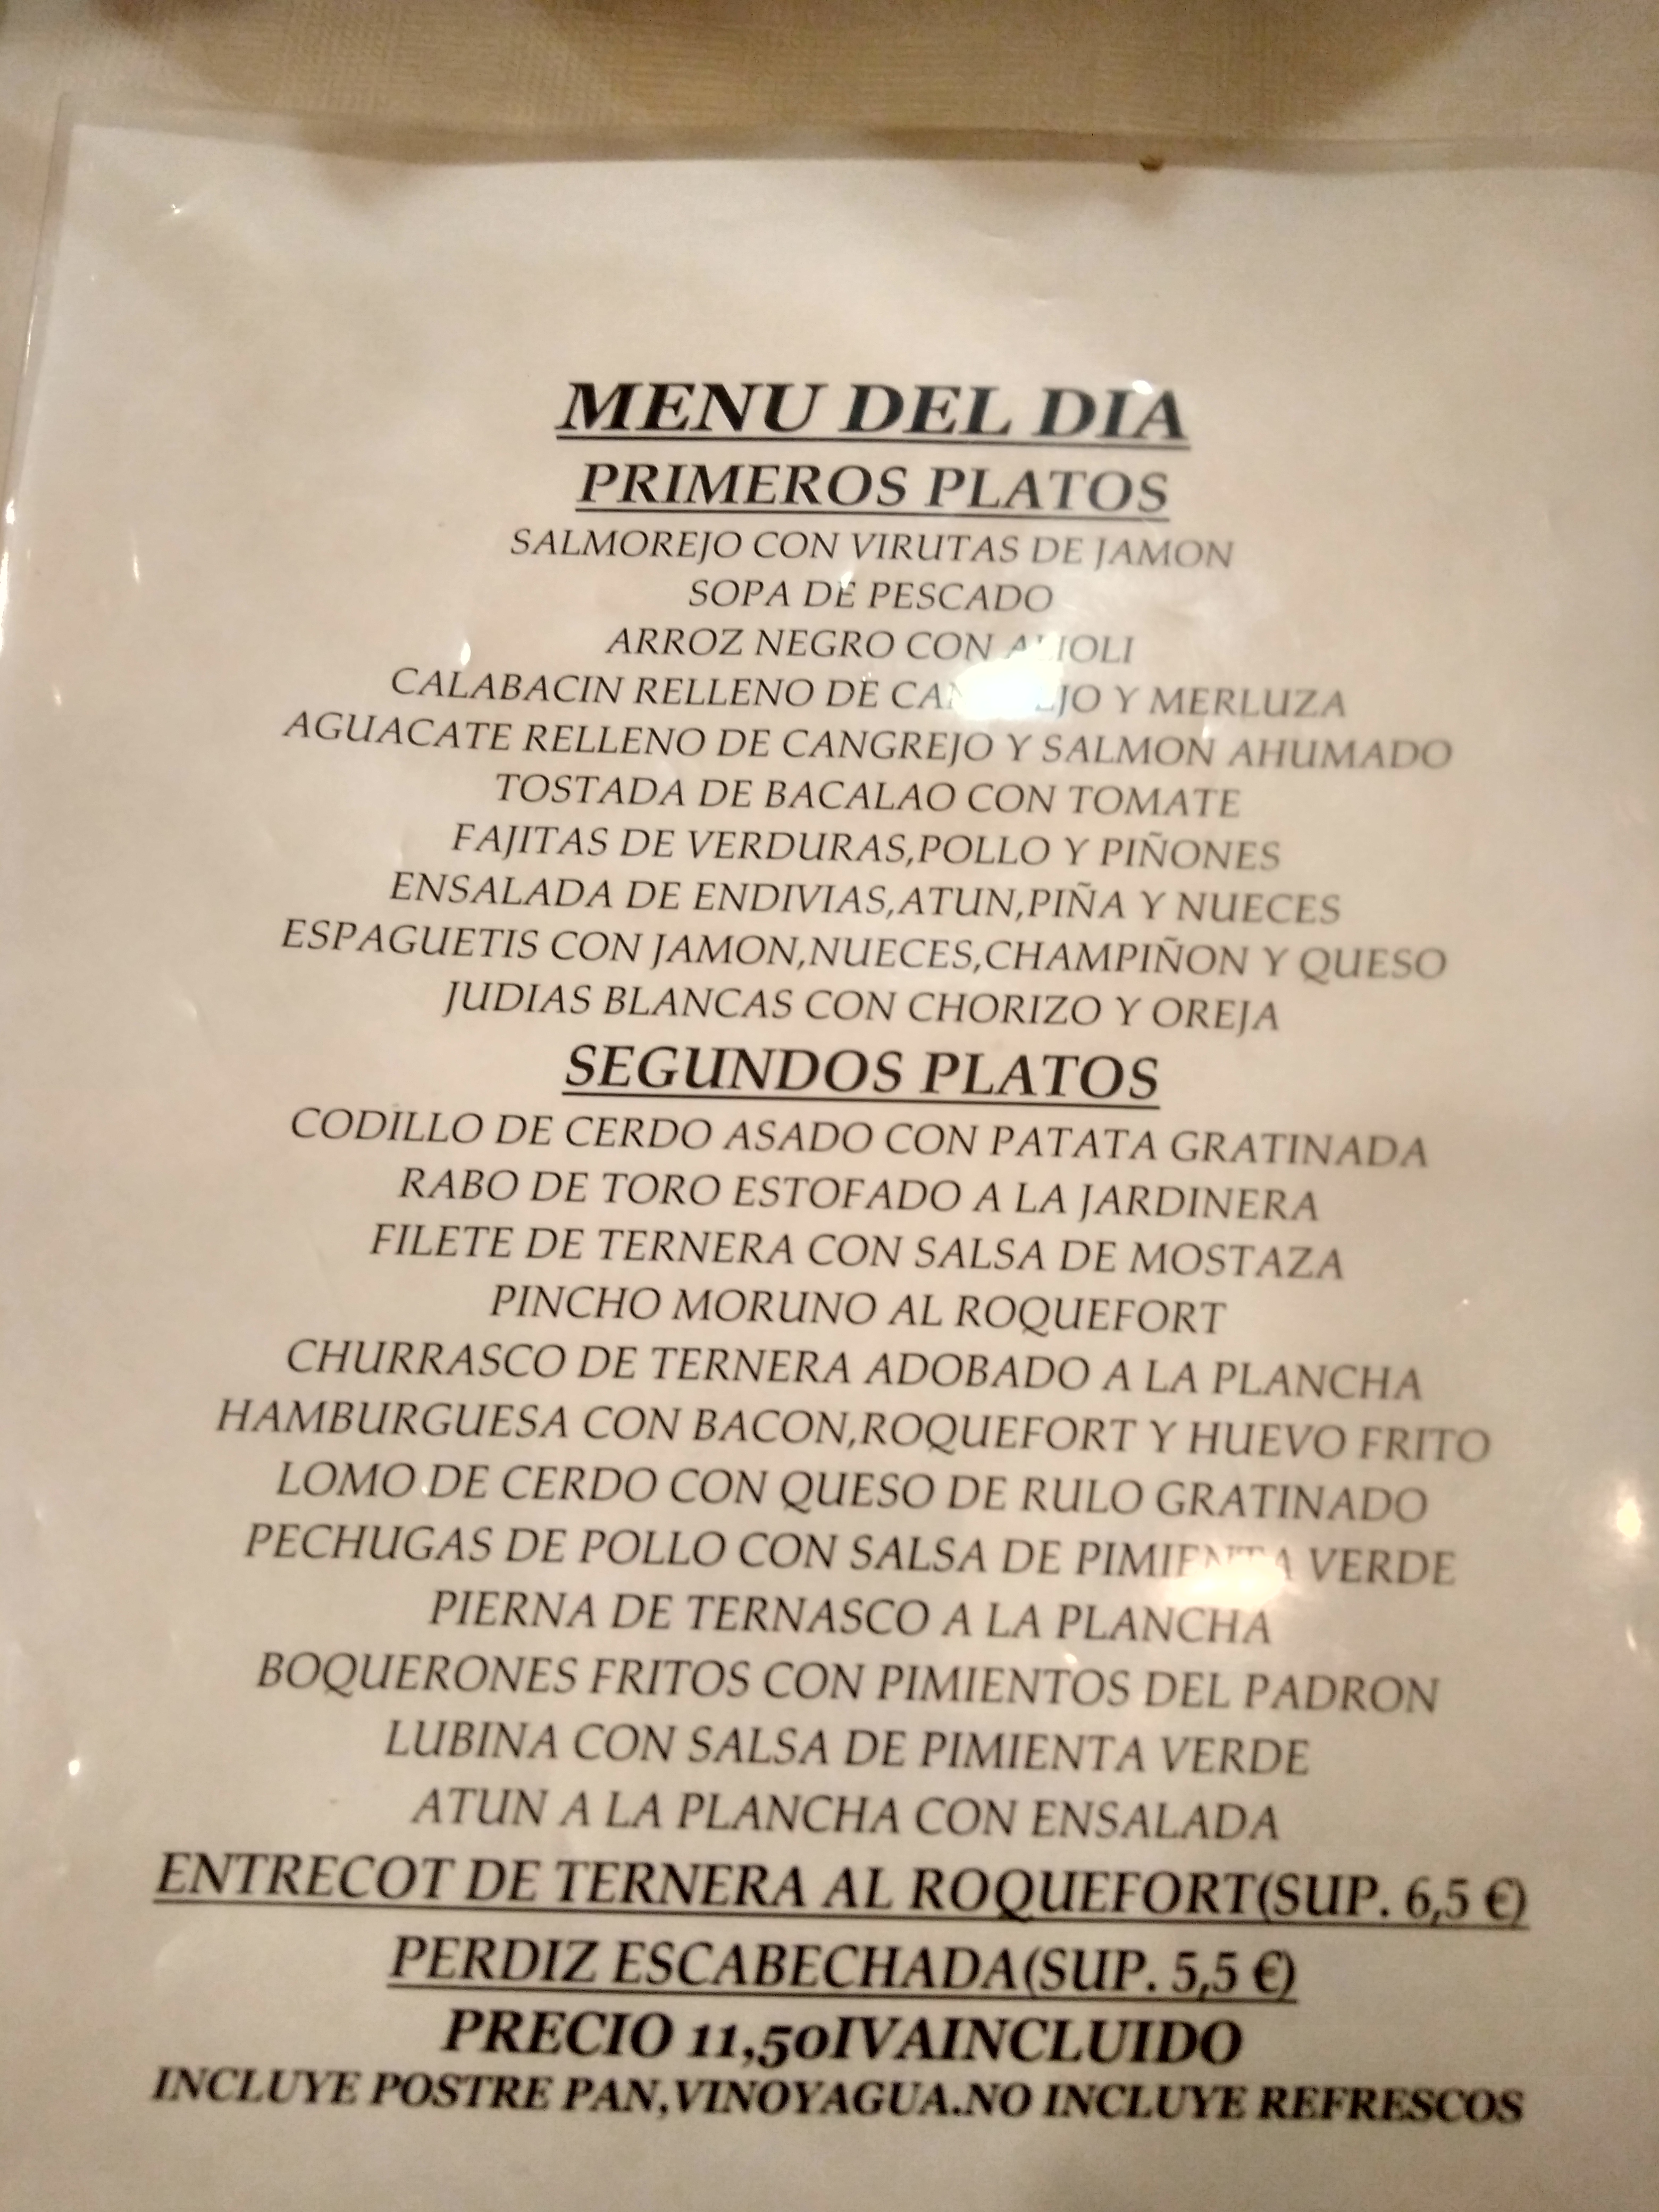 MENU DEL DIA
PRIMEROS PLATOS
SALMOREJO CON VIRUTAS DE JAMON
SOPA DE PESCADO
ARROZ NEGRO CON
CALABACIN RELLENO DE Y MERLUZA
AGUACATE RELLENO DE CANGREJO Y SALMON AHUMADO
TOSTADA DE BACALAO CON TOMATE
FAJITAS DE VERDURAS,POLLO Y PIÑONES
ENSALADA DE ENDIVIAS,ATUN,PIÑA Y NUECES
ESPAGUETIS CON JAMON,NUECES,CHAMPIÑON Y QUESO
JUDIAS BLANCAS CON CHORIZO Y OREJA
SEGUNDOS PLATOS
CODILLO DE CERDO ASADO CON PATATA GRATINADA
RABO DE TORO ESTOFADO A LA JARDINERA
FILETE DE TERNERA CON SALSA DE MOSTAZA
PINCHO MORUNO AL ROQUEFORT
CHURRASCO DE TERNERA ADOBADO A LA PLANCHA
HAMBURGUESA CON BACON,ROQUEFORT Y HUEVO FRITO
LOMO DE CERDO CON QUESO DE RULO GRATINADO
PECHUGAS DE POLLO CON SALSA DE PIMIENTA VERDE
PIERNA DE TERNASCO A LA PLANCHA
BOQUERONES FRITOS CON PIMIENTOS DEL PADRON
LUBINA CON SALSA DE PIMIENTA VERDE
ATUN A LA PLANCHA CON ENSALADA
ENTRECOT DE TERNERA AL ROQUEFORT(SUP. 6,5 €)
PERDIZ ESCABECHADA(SUP. 5,5 €)
PRECIO 11,50IVAINCLUIDO
INCLUYE POSTRE PAN,VINOYAGUA.NO INCLUYE REFRESCOS